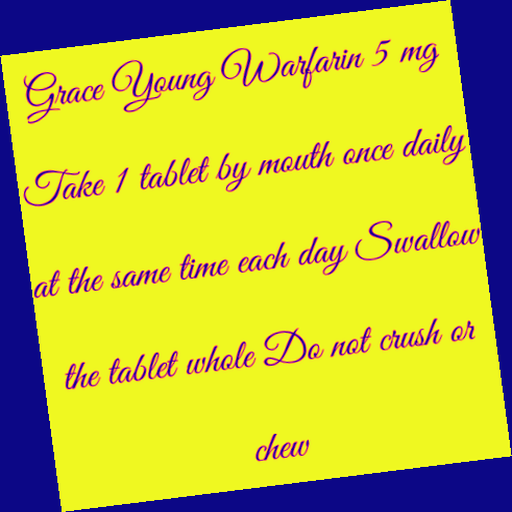 Grace Young Warfarin 5 mg
Take 1 tablet by mouth once daily
at the same time each day Swallow
the tablet whole Do not crush or
chew